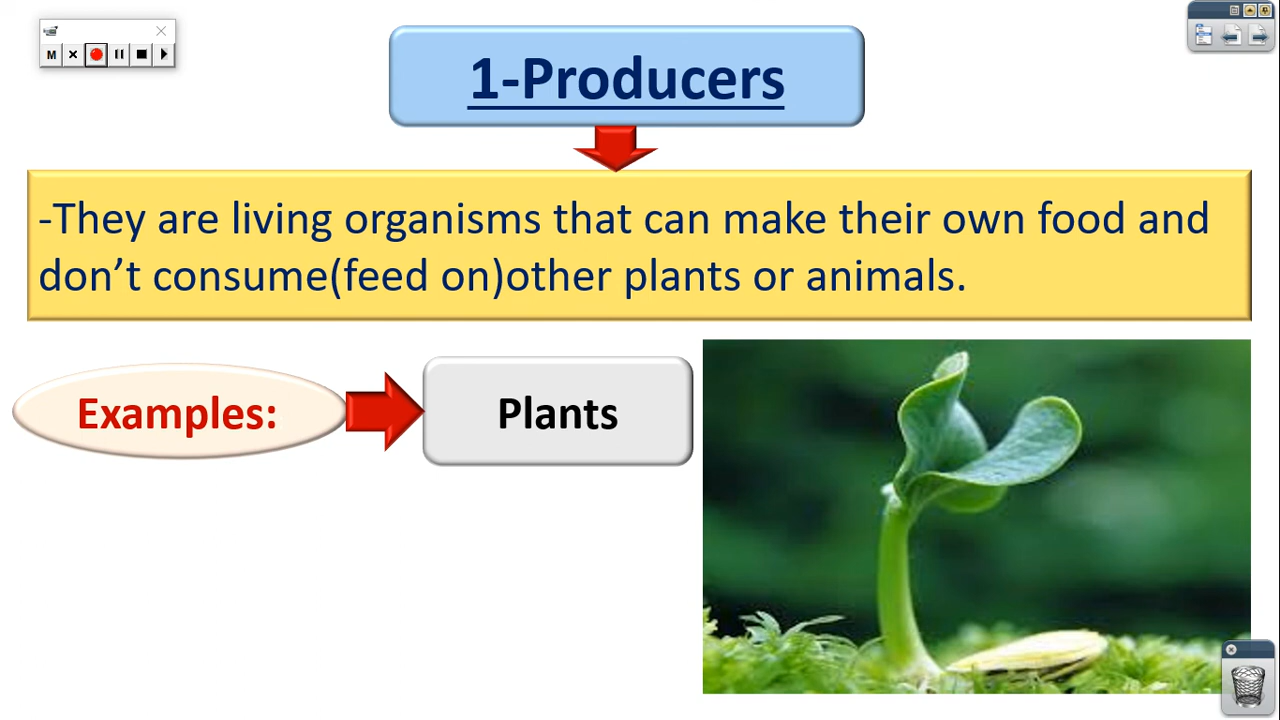 M
1-Producers
-They are living organisms that can make their own food and
don’t consume(feed on)other plants or animals.
Examples:
Plants